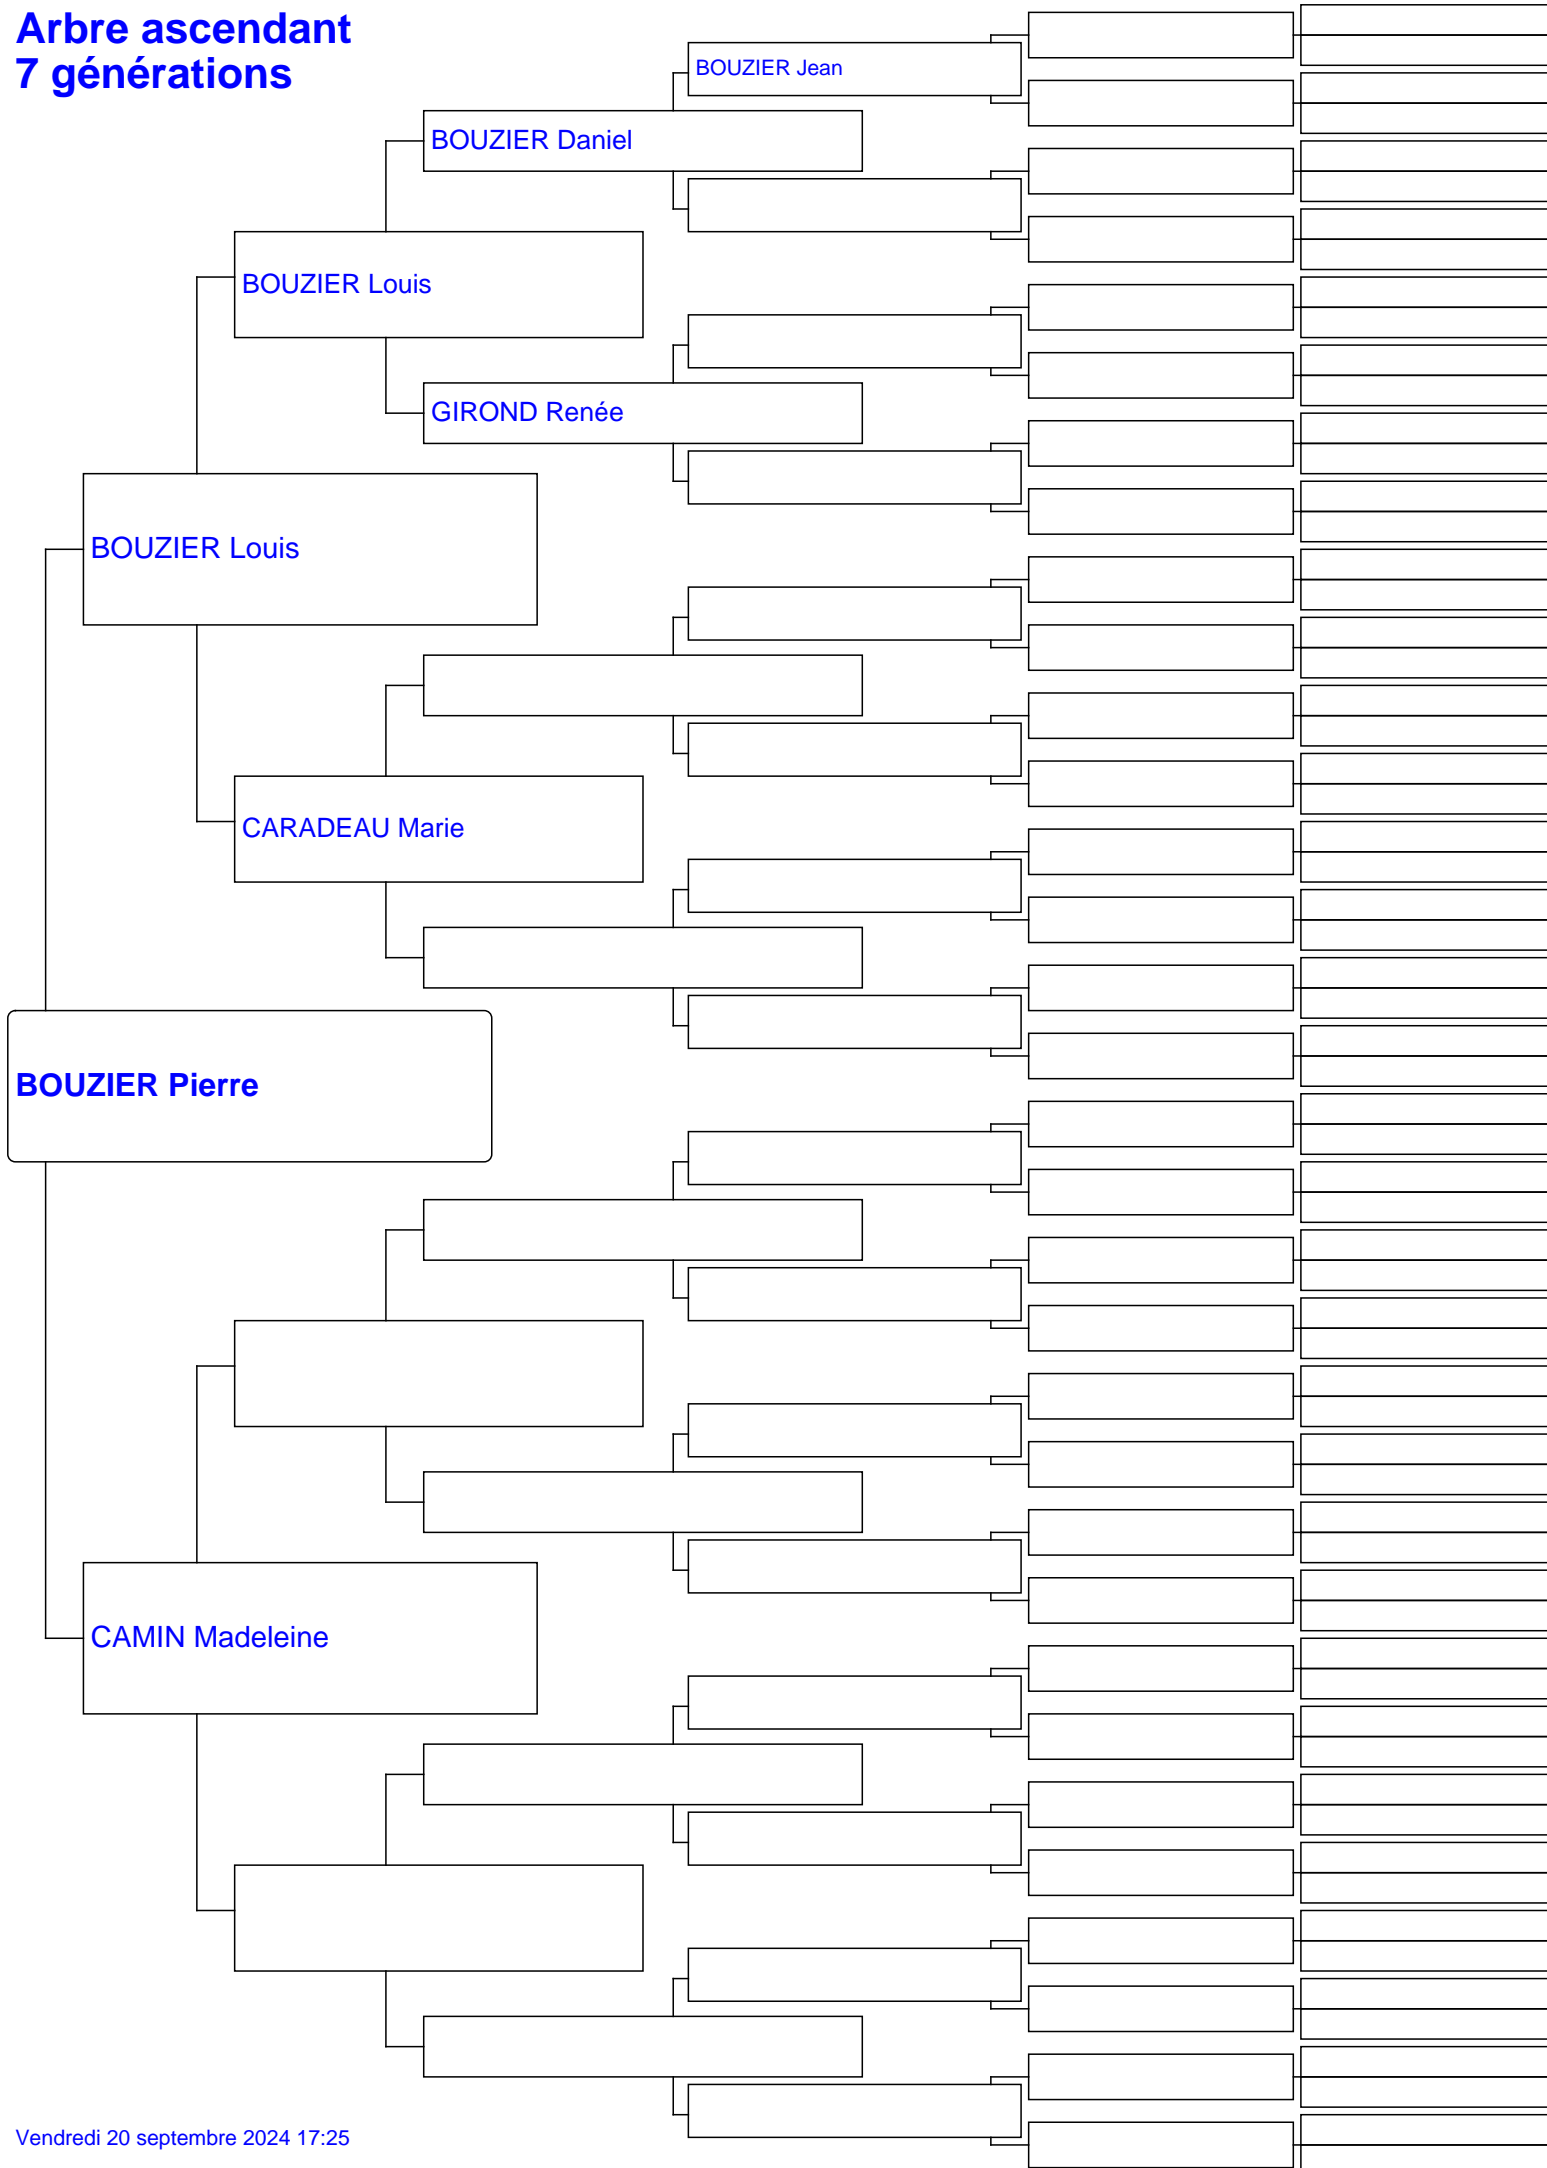 Arbre ascendant
7 générations
BOUZIER Jean
BOUZIER Daniel
BOUZIER Louis
GIROND Renée
BOUZIER Louis
CARADEAU Marie
BOUZIER Pierre
CAMIN Madeleine
Vendredi 20 septembre 2024 17:25